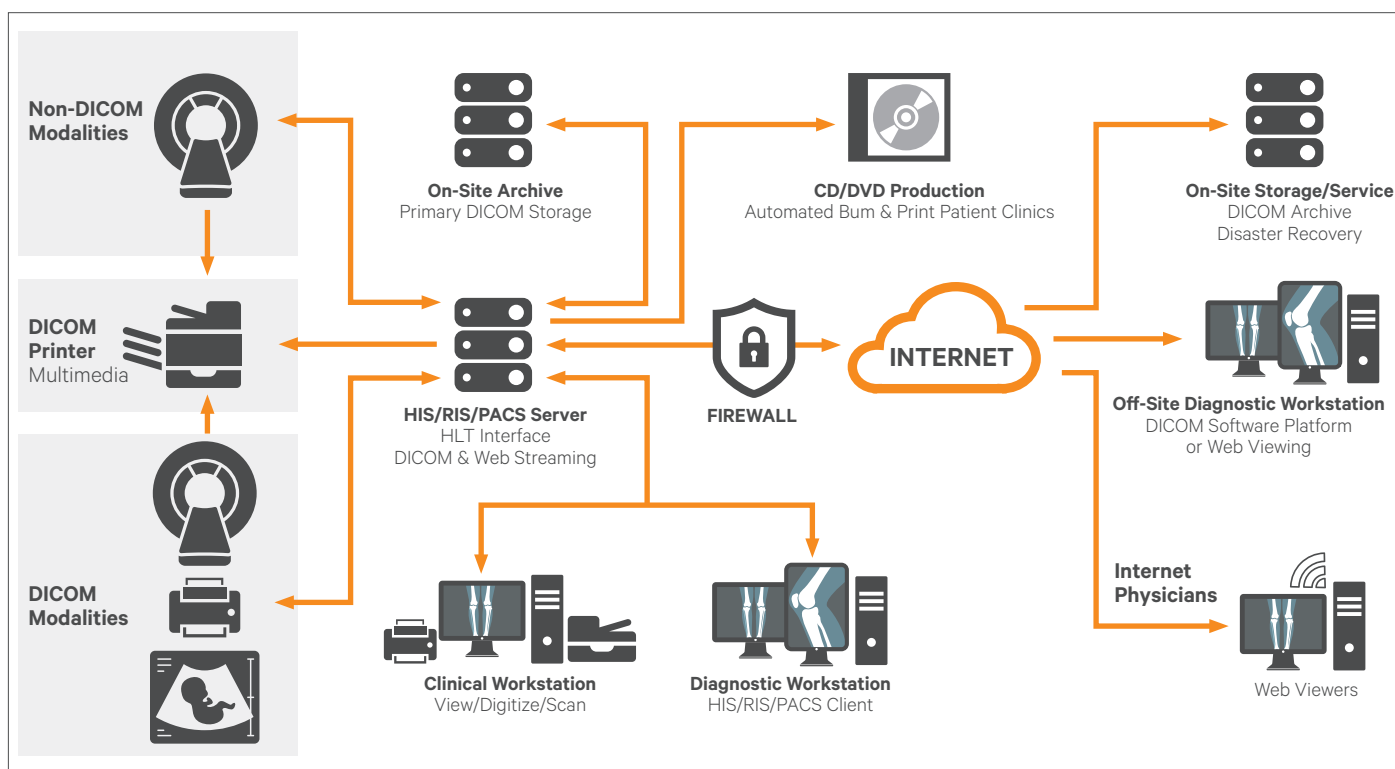 Non-DICOM
Modalities
On-Site Archive
Primary DICOM Storage
CD/DVD Production
Automated Bum & Print Patient Clinics
On-Site Storage/Service
DICOM Archive
Disaster Recovery
DICOM
Printer
Multimedia
HIS/RIS/PACS Server
HLT Interface
DICOM & Web Streaming
FIREWALL
INTERNET
Off-Site Diagnostic Workstation
DICOM Software Platform
or Web Viewing
DICOM
Modalities
Clinical Workstation
View/Digitize/Scan
Diagnostic Workstation
HIS/RIS/PACS Client
Internet
Physicians
Web Viewers